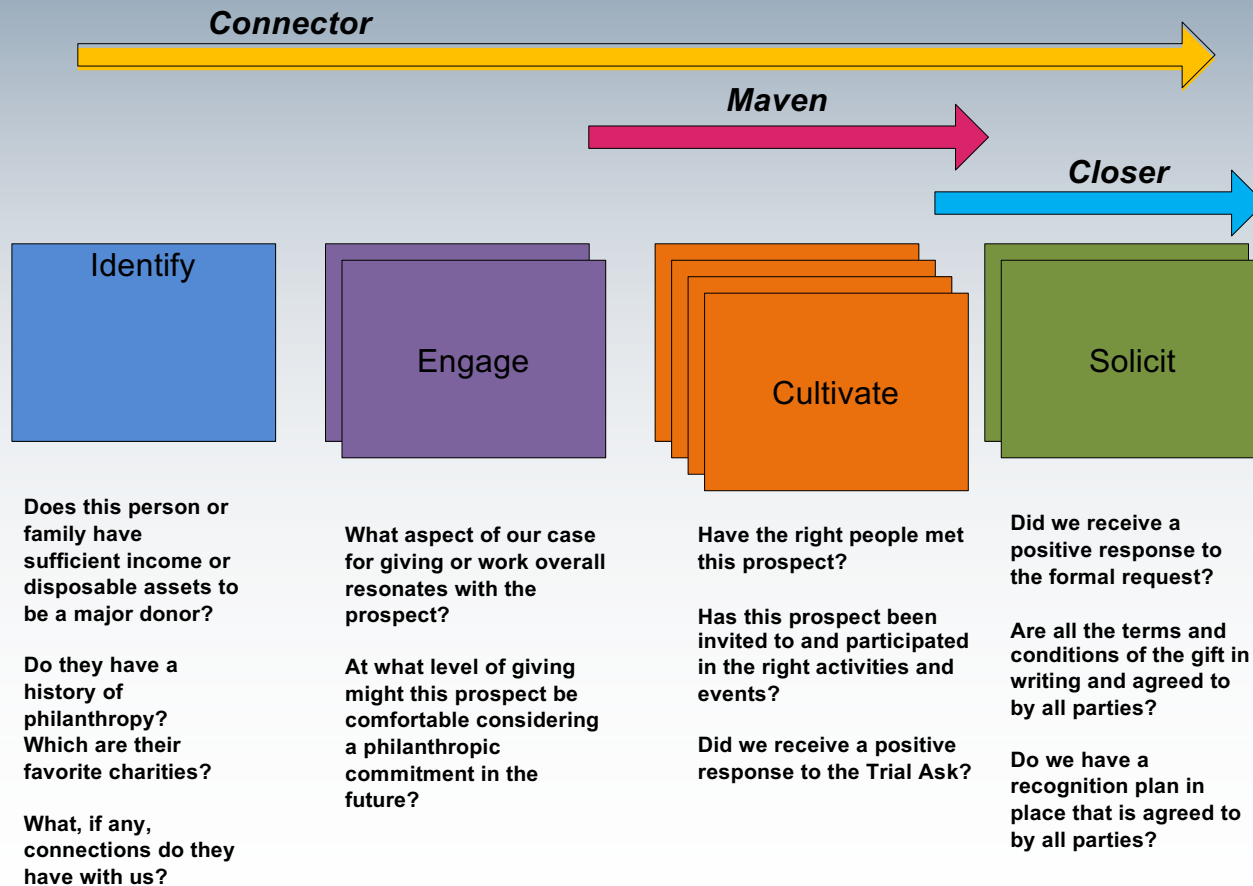 Connector
Maven
Closer
Identify
Engage
Cultivate
Solicit
Does this person or
family have
sufficient income or
disposable assets to
be a major donor?
Do they have a
history of
philanthropy?
Which are their
favorite charities?
What, if any,
connections do they
have with us?
What aspect of our case
for giving or work overall
resonates with the
prospect?
At what level of giving
might this prospect be
comfortable considering
a philanthropic
commitment in the
future?
Have the right people met
this prospect?
Has this prospect been
invited to and participated
in the right activities and
events?
Did we receive a positive
response to the Trial Ask?
Did we receive a
positive response to
the formal request?
Are all the terms and
conditions of the gift in
writing and agreed to
by all parties?
Do we have a
recognition plan in
place that is agreed to
by all parties?